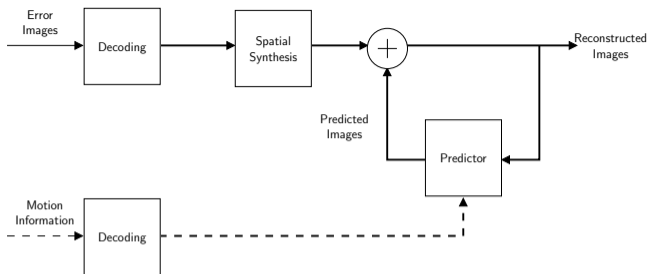 Error
Images
Decoding
Spatial
Synthesis
Reconstructed
Images
Predicted
Images
Predictor
Motion
Information
Decoding